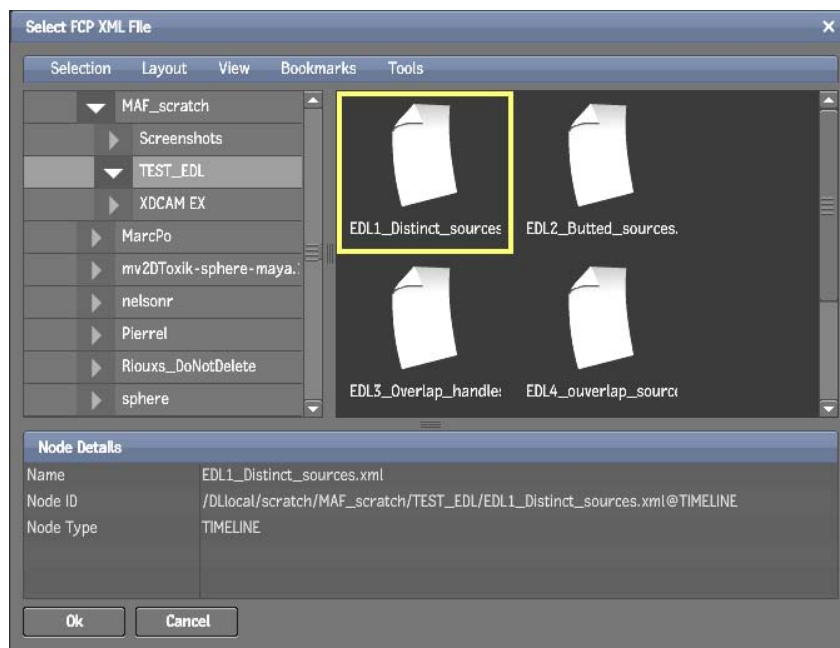 Select FCP XML File
Selection Layout View Bookmarks Tools
MAF_scratch
Screenshots
TEST_EDL
XDCAM EX
MarcPo
mv2DToxik-sphere-maya.
nelsonr
Pierrel
Riouxs_DoNotDelete
sphere
EDL1_Distinct_sources
EDL2_Butted_sources.
EDL3_Overlap_handle
EDL4_ouverlap_sourc
Node Details
Name EDL1_Distinct_sources.xml
Node ID /DLlocal/scratch/MAF_scratch/TEST_EDL/EDL1_Distinct_sources.xml@TIMELINE
Node Type TIMELINE
Ok Cancel